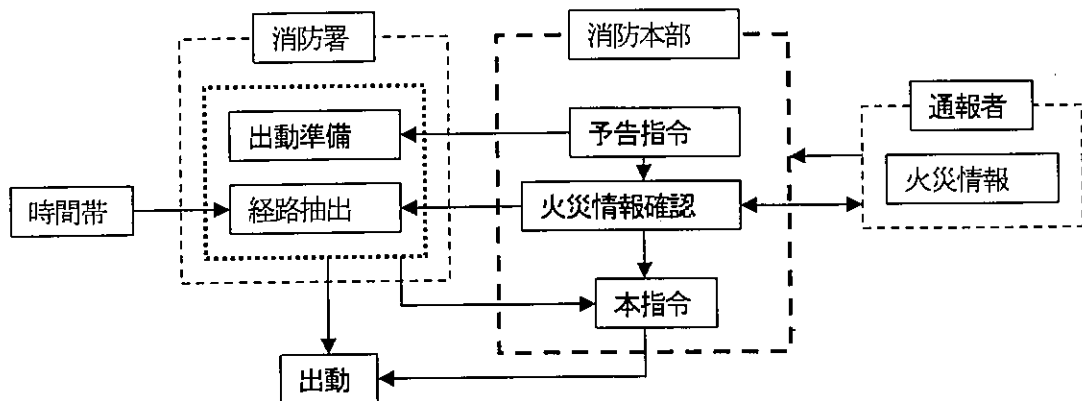 消防署
消防本部
通報者
出動準備
予告指令
火災情報
時間帯
経路抽出
火災情報確認
本指令
出動